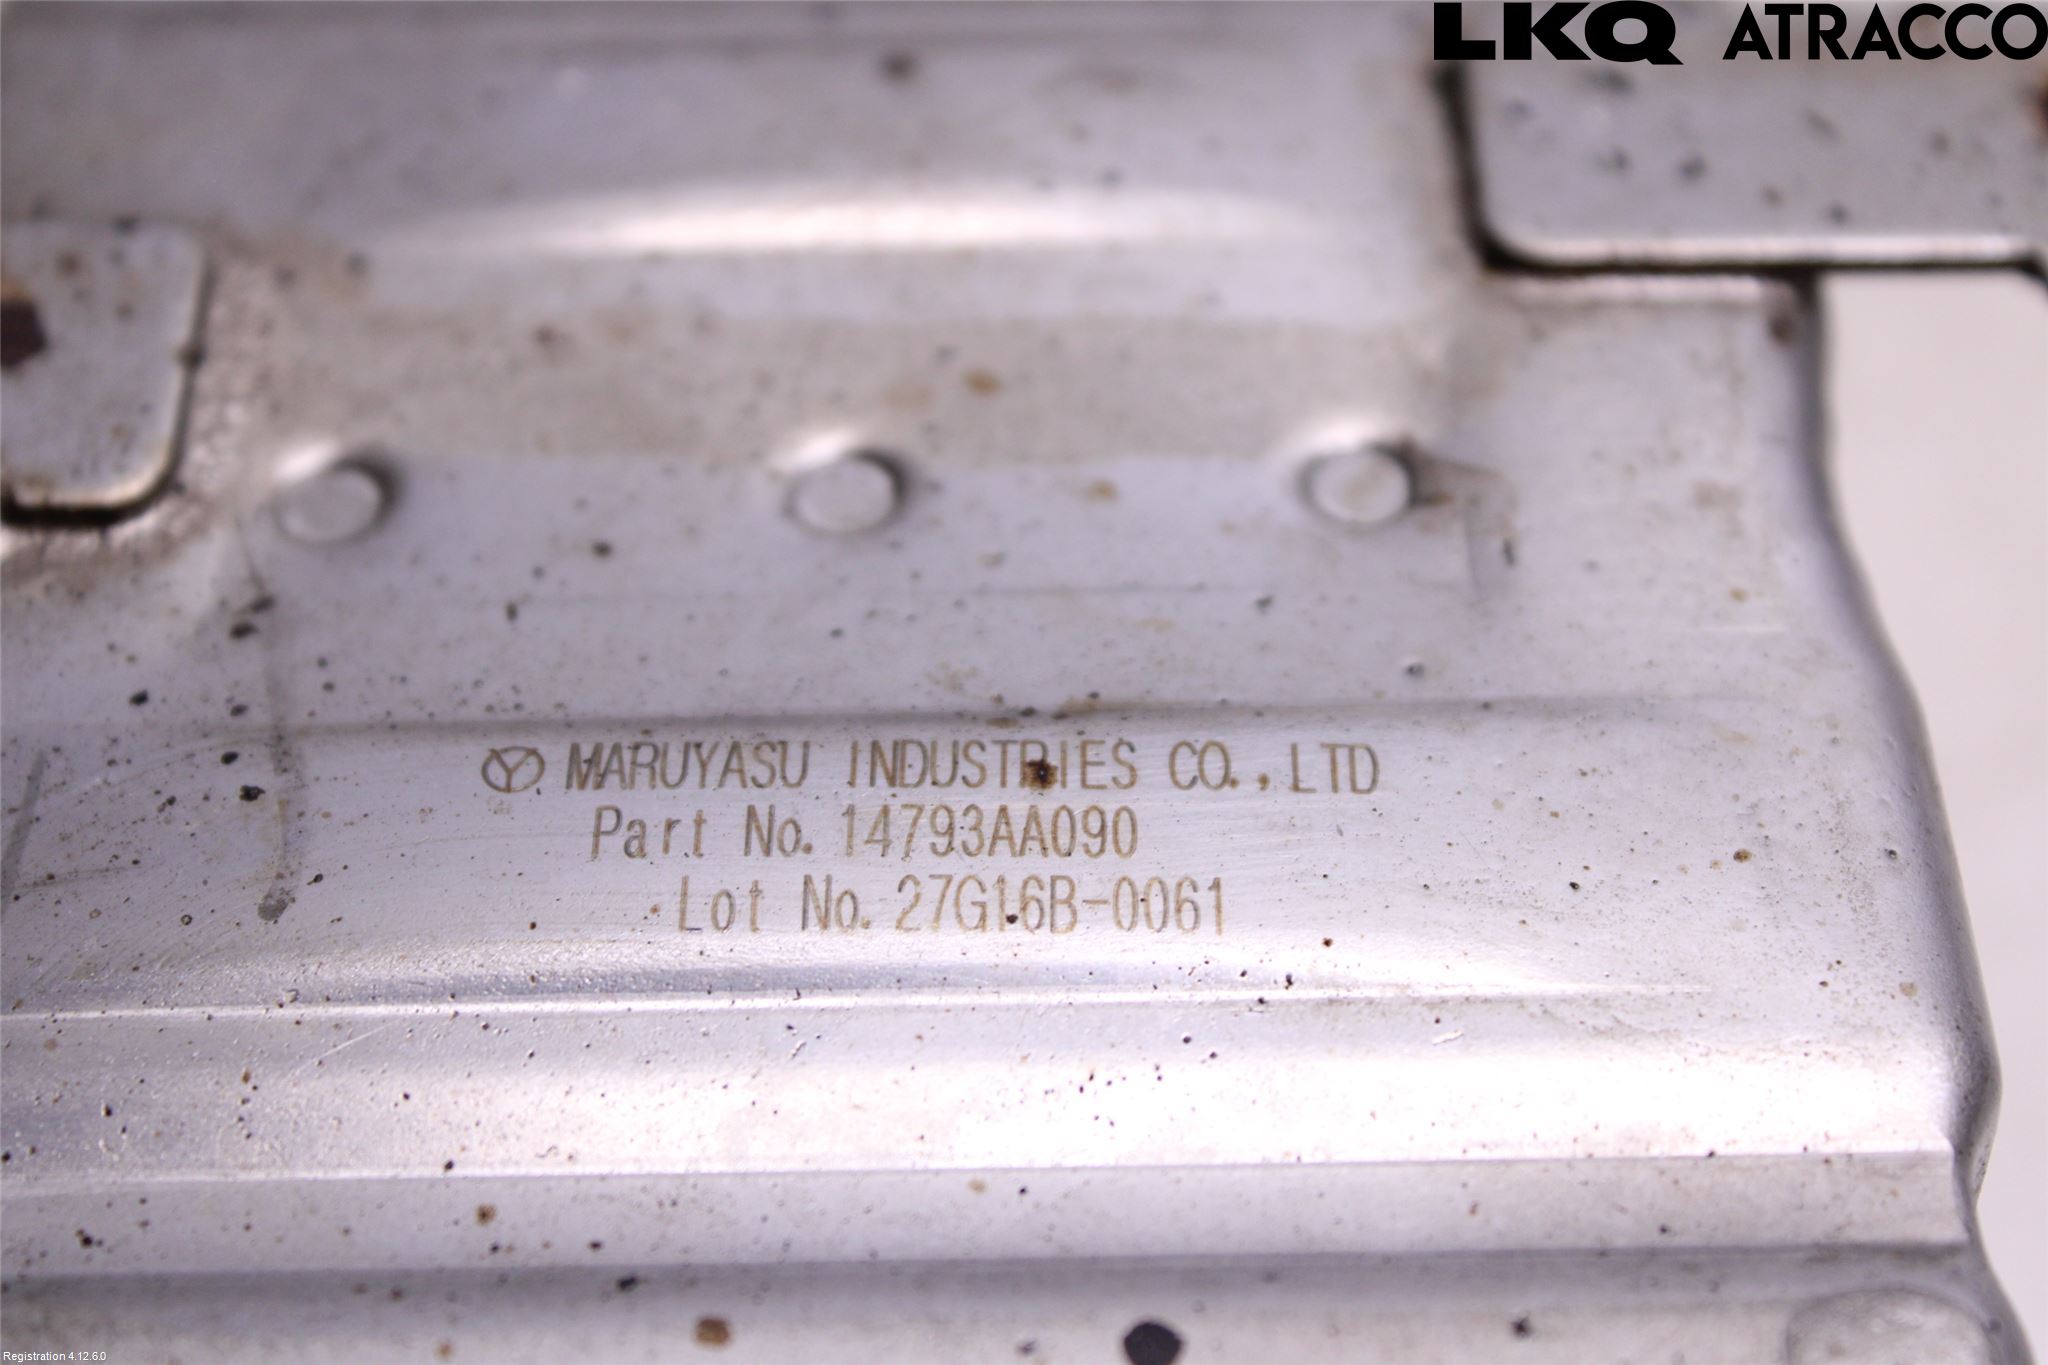 LKQ ATRACCO
MARUYASU INDUSTRIES CO., LTD
Part No. 14793AA090
Lot No. 27G16B-0061
Registration 4.12.6.0